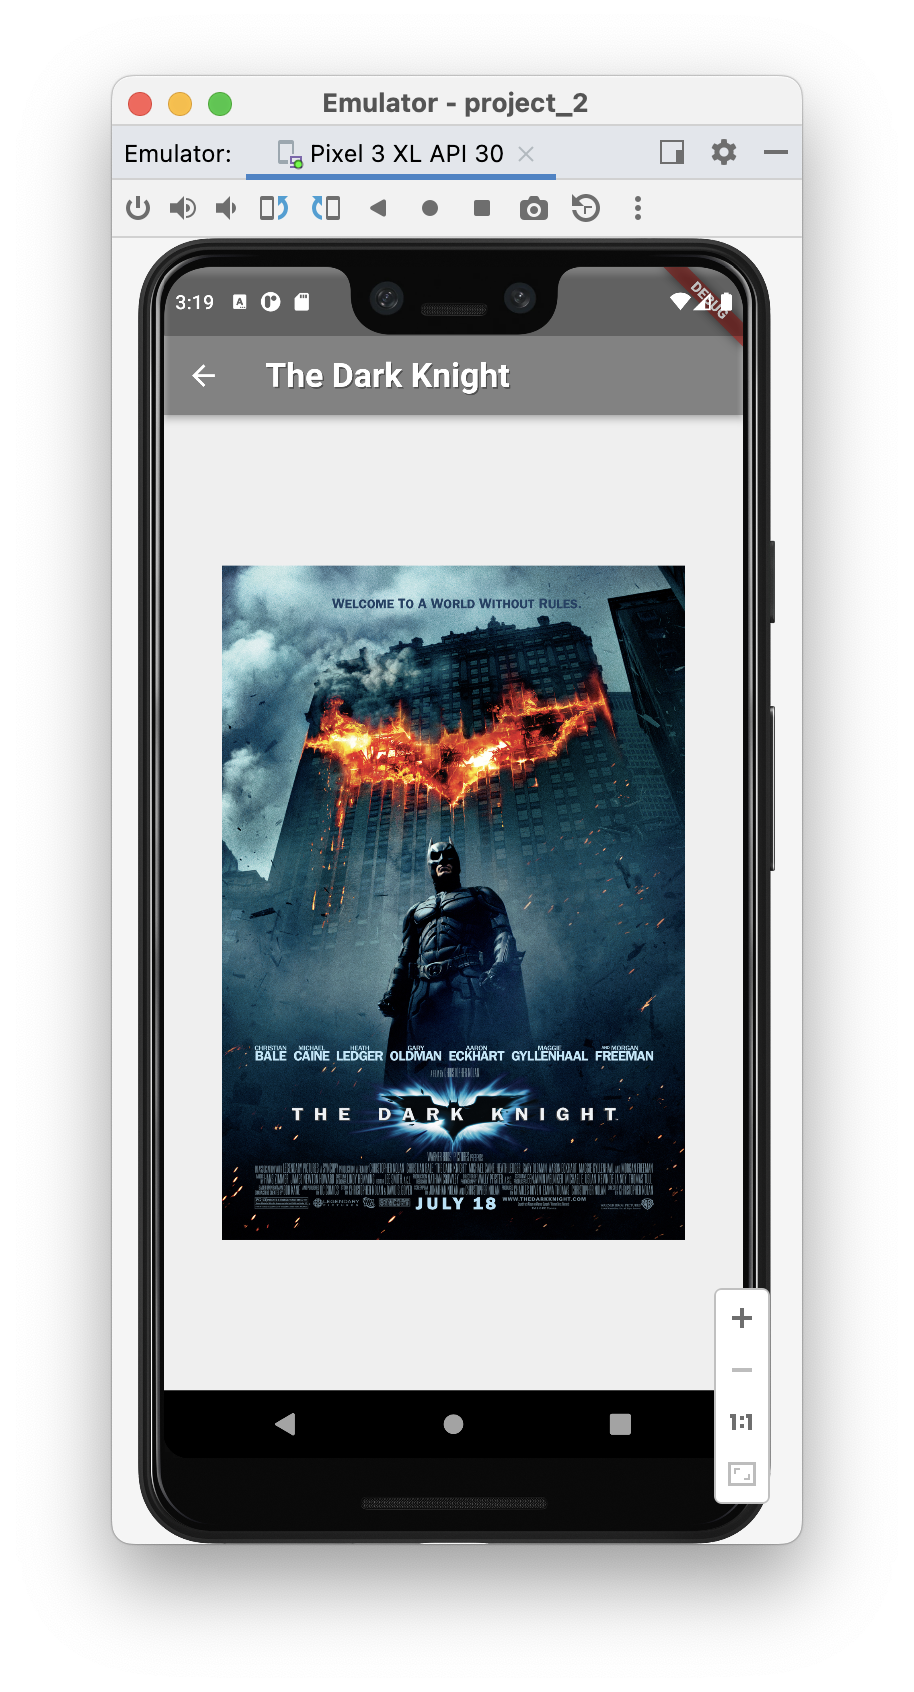 Emulator - project_2
Emulator: Pixel 3 XL API 30
3:19 A
DEBUG
The Dark Knight
WELCOME TO A WORLD WITHOUT RULES.
CHRISTIAN BALE MICHAEL CAINE HEATH LEDGER GARY OLDMAN AARON ECKHART MAGGIE GYLLENHAAL AND MORGAN FREEMAN
THE DARK KNIGHT
JULY 18
WWW.THEDARKKNIGHT.COM
1:1